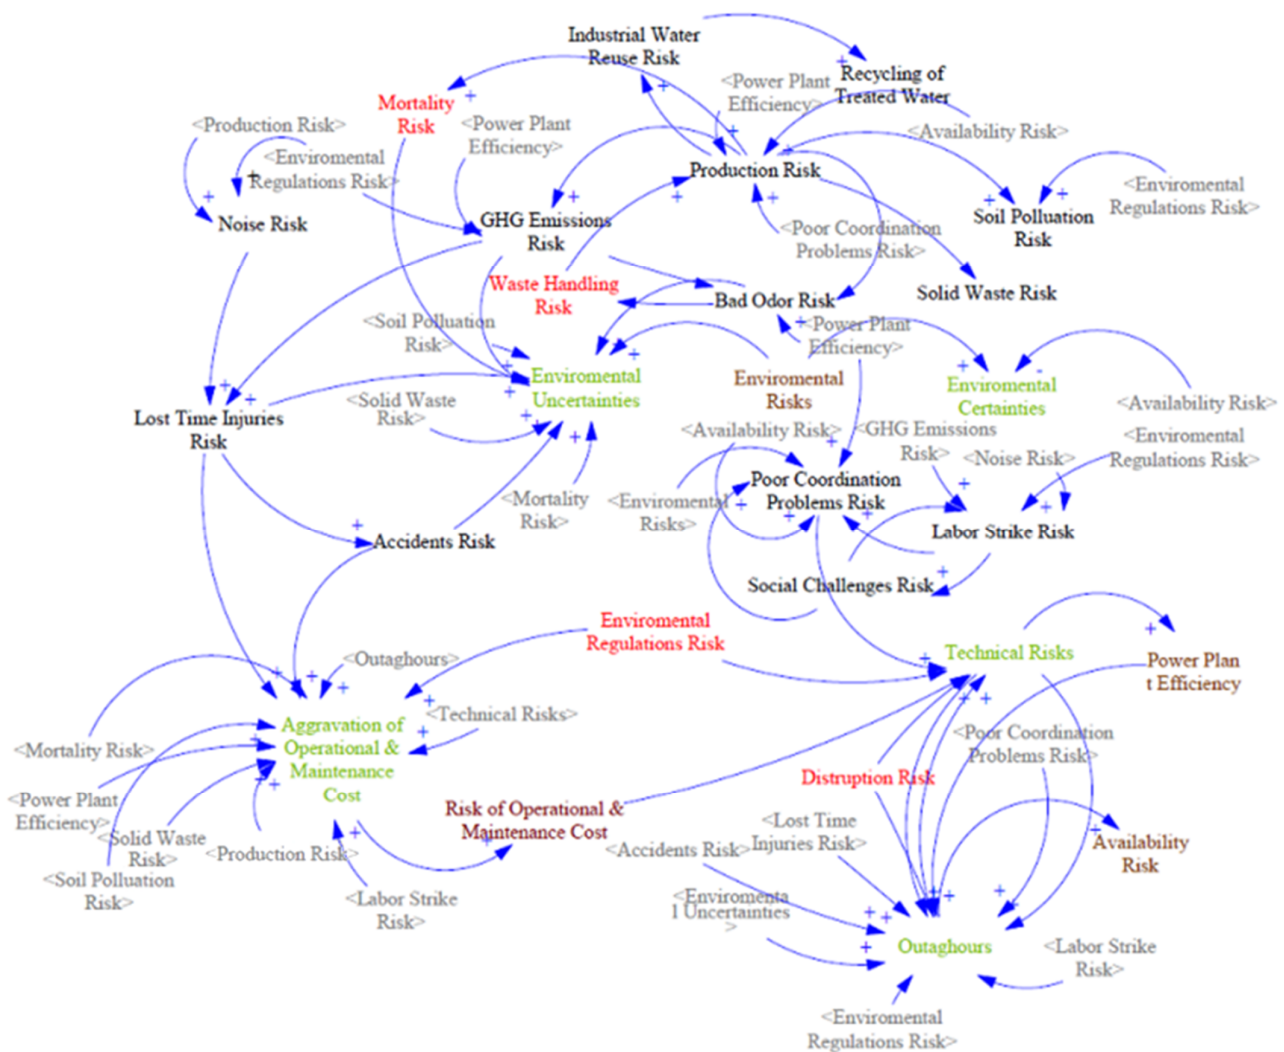 Industrial Water
Reuse Risk
Recycling of
Treated Water
<Power Plant
Efficiency>
Mortality
Risk
<Production Risk>
<Power Plant
Efficiency>
<Availability Risk>
<Enviromental
Regulations Risk>
Production Risk
<Enviromental
Regulations Risk>
Noise Risk
GHG Emissions
Risk
Soil Polluation
Risk
<Poor Coordination
Problems Risk>
Waste Handling
Risk
Bad Odor Risk
Solid Waste Risk
<Soil Polluation
Risk>
<Power Plant
Efficiency>
Enviromental
Uncertainties
Enviromental
Risks
Enviromental
Certainties
<Solid Waste
Risk>
<Availability Risk>
Lost Time Injuries
Risk
<Availability Risk>
<GHG Emissions
Risk>
<Noise Risk>
<Enviromental
Regulations Risk>
Poor Coordination
Problems Risk
<Mortality
Risk>
<Enviromental
Risks>
Labor Strike Risk
Accidents Risk
Social Challenges Risk
Enviromental
Regulations Risk
Technical Risks
<Outaghours>
Power Plan
t Efficiency
<Technical Risks>
Aggravation of
Operational &
Maintenance
Cost
<Mortality Risk>
<Poor Coordination
Problems Risk>
Distruption Risk
<Power Plant
Efficiency>
Risk of Operational &
Maintenance Cost
<Solid Waste
Risk>
<Production Risk>
<Lost Time
Injuries Risk>
<Accidents Risk>
Availability
Risk
<Soil Polluation
Risk>
<Labor Strike
Risk>
<Enviromenta
l Uncertainties
>
Outaghours
<Labor Strike
Risk>
<Enviromental
Regulations Risk>